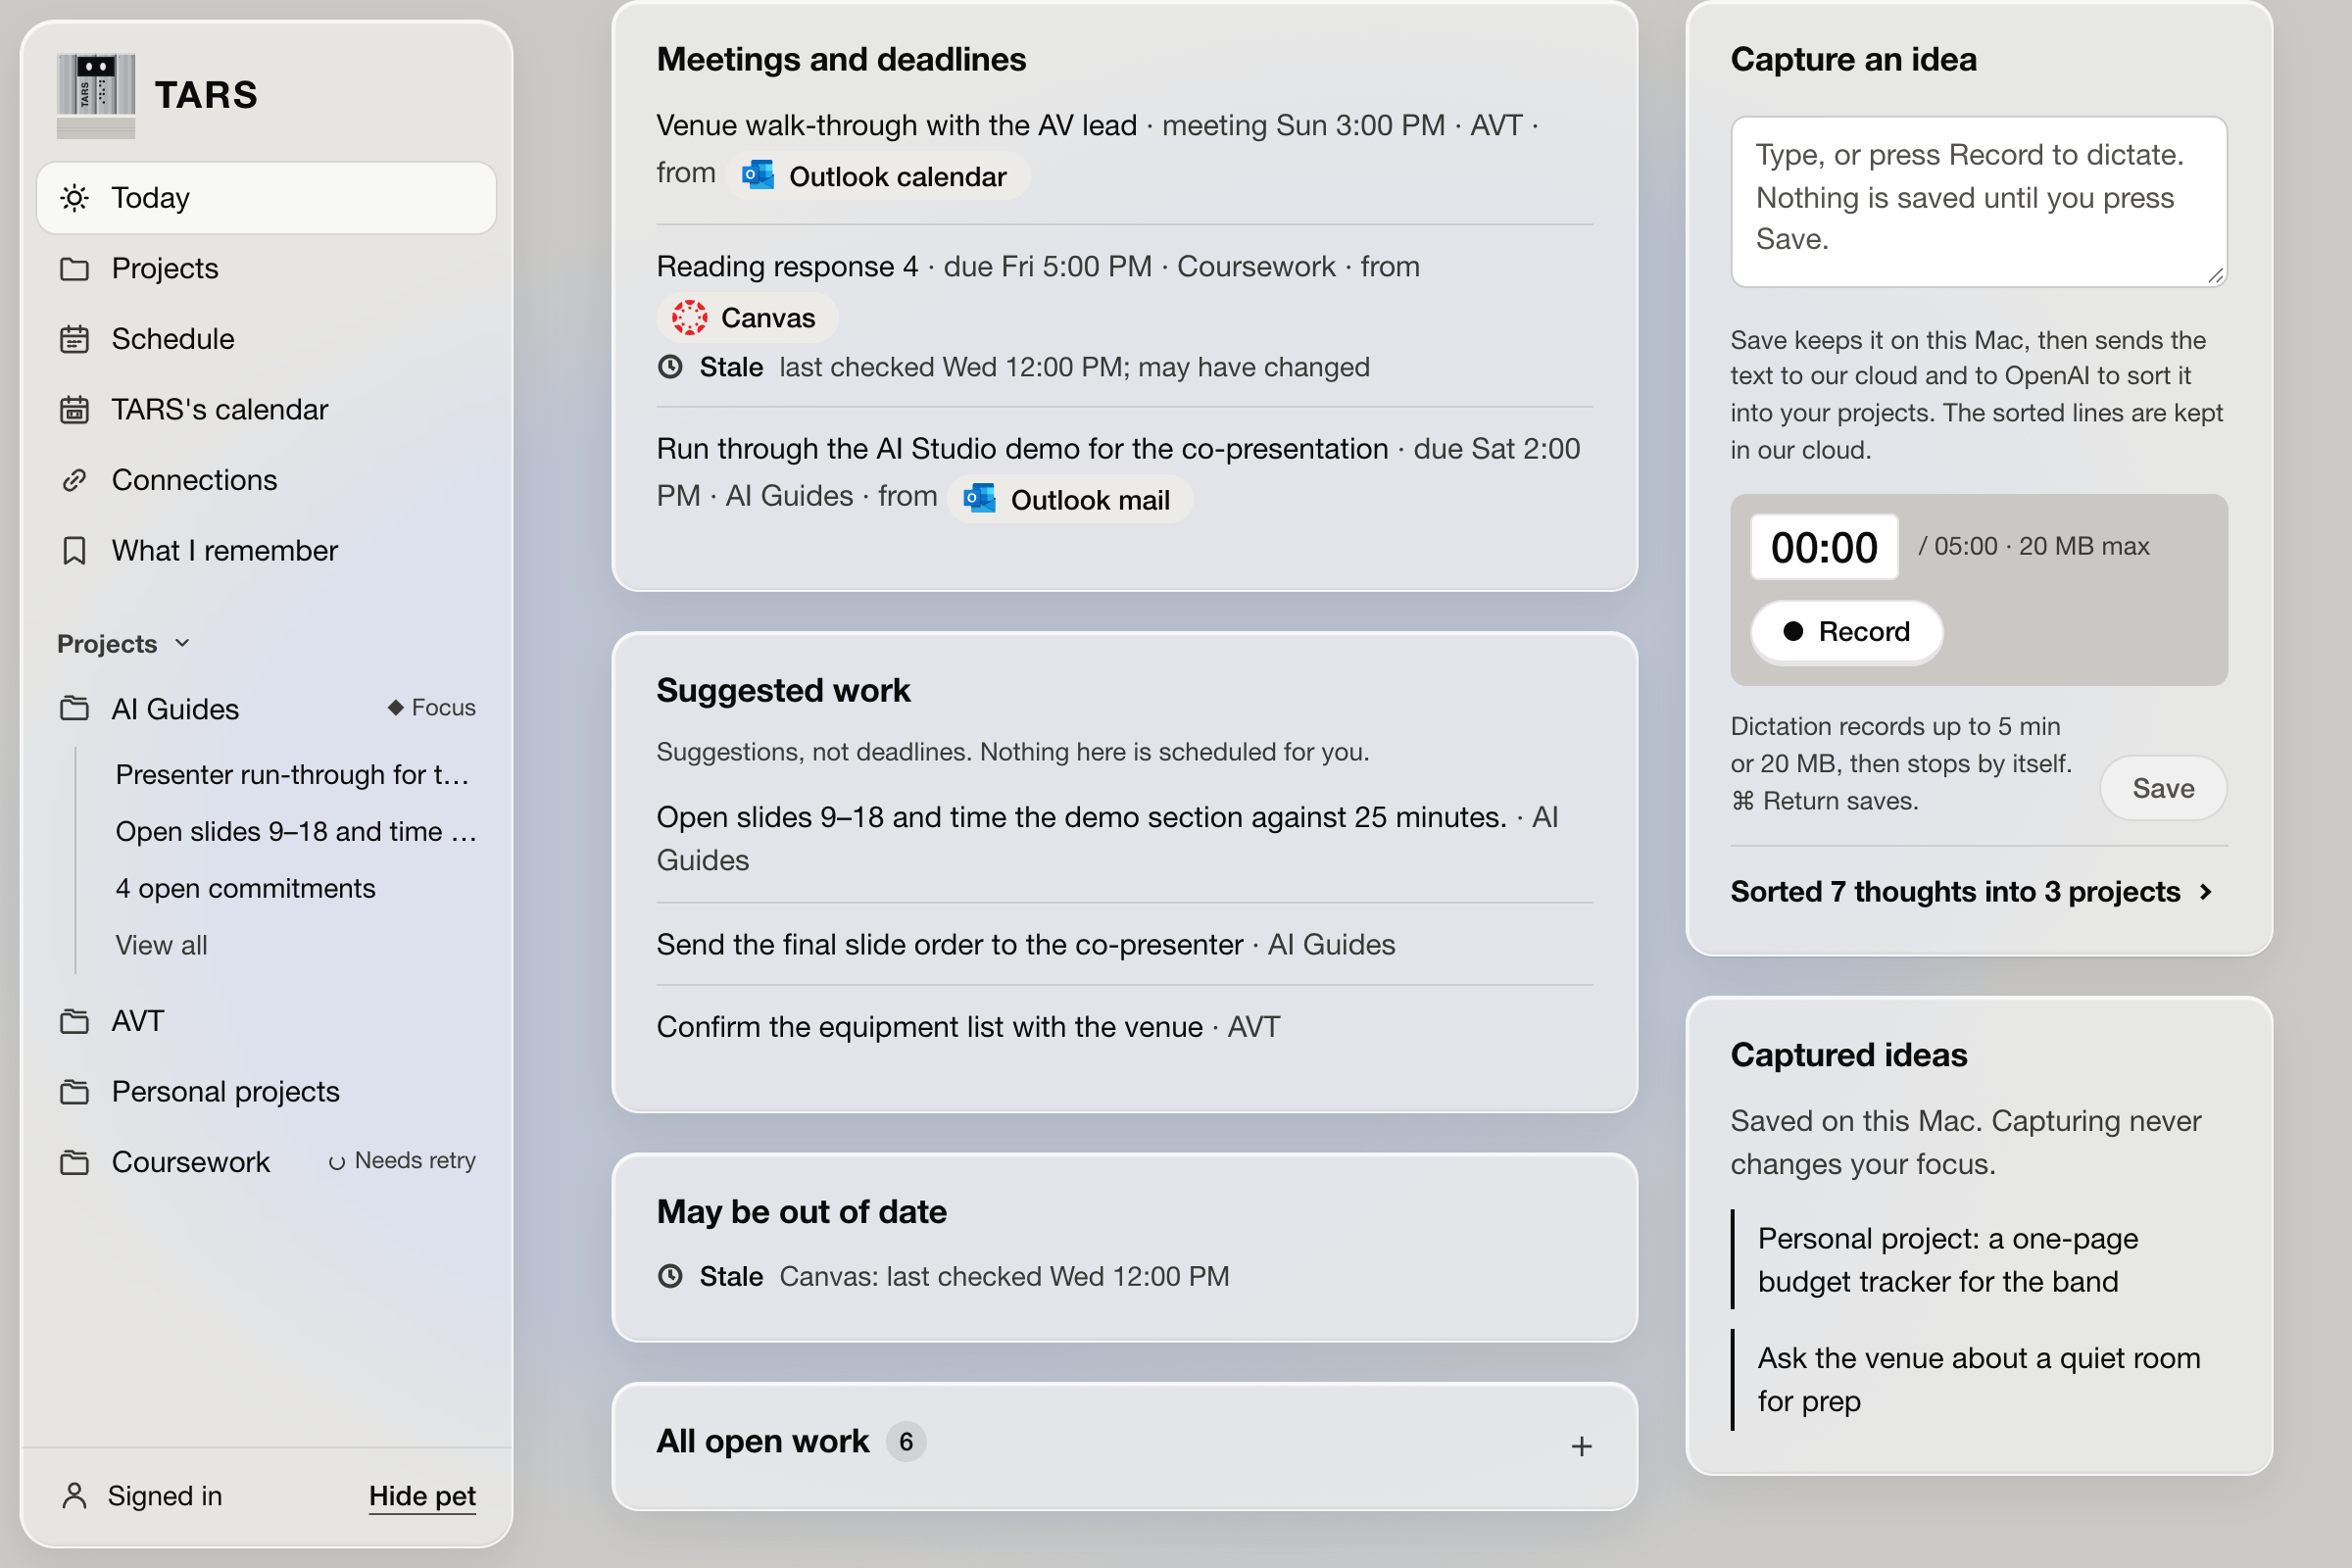 TARS
TARS
Today
Projects
Schedule
TARS's calendar
Connections
What I remember
Projects
AI Guides
Focus
Presenter run-through for t…
Open slides 9–18 and time …
4 open commitments
View all
AVT
Personal projects
Coursework
Needs retry
Signed in
Hide pet
Meetings and deadlines
Venue walk-through with the AV lead · meeting Sun 3:00 PM · AVT ·
from Outlook calendar
Reading response 4 · due Fri 5:00 PM · Coursework · from
Canvas
Stale last checked Wed 12:00 PM; may have changed
Run through the AI Studio demo for the co-presentation · due Sat 2:00
PM · AI Guides · from Outlook mail
Suggested work
Suggestions, not deadlines. Nothing here is scheduled for you.
Open slides 9–18 and time the demo section against 25 minutes. · AI
Guides
Send the final slide order to the co-presenter · AI Guides
Confirm the equipment list with the venue · AVT
May be out of date
Stale Canvas: last checked Wed 12:00 PM
All open work 6
Capture an idea
Type, or press Record to dictate.
Nothing is saved until you press
Save.
Save keeps it on this Mac, then sends the
text to our cloud and to OpenAI to sort it
into your projects. The sorted lines are kept
in our cloud.
00:00 / 05:00 · 20 MB max
Record
Dictation records up to 5 min
or 20 MB, then stops by itself.
⌘ Return saves.
Save
Sorted 7 thoughts into 3 projects
Captured ideas
Saved on this Mac. Capturing never
changes your focus.
Personal project: a one-page
budget tracker for the band
Ask the venue about a quiet room
for prep